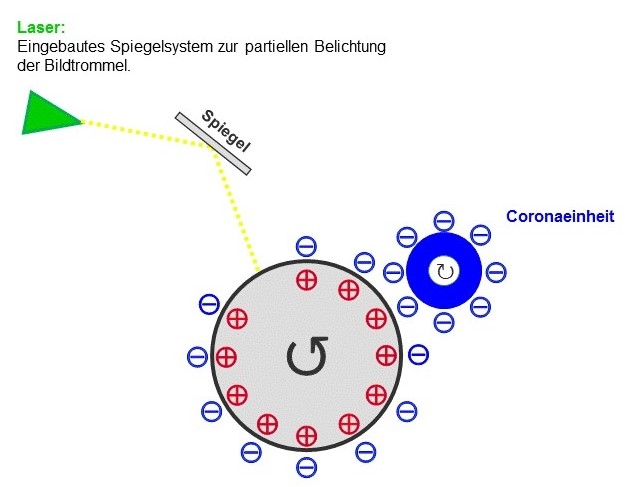 Laser:
Eingebautes Spiegelsystem zur partiellen Belichtung
der Bildtrommel.
Spiegel
Coronaeinheit